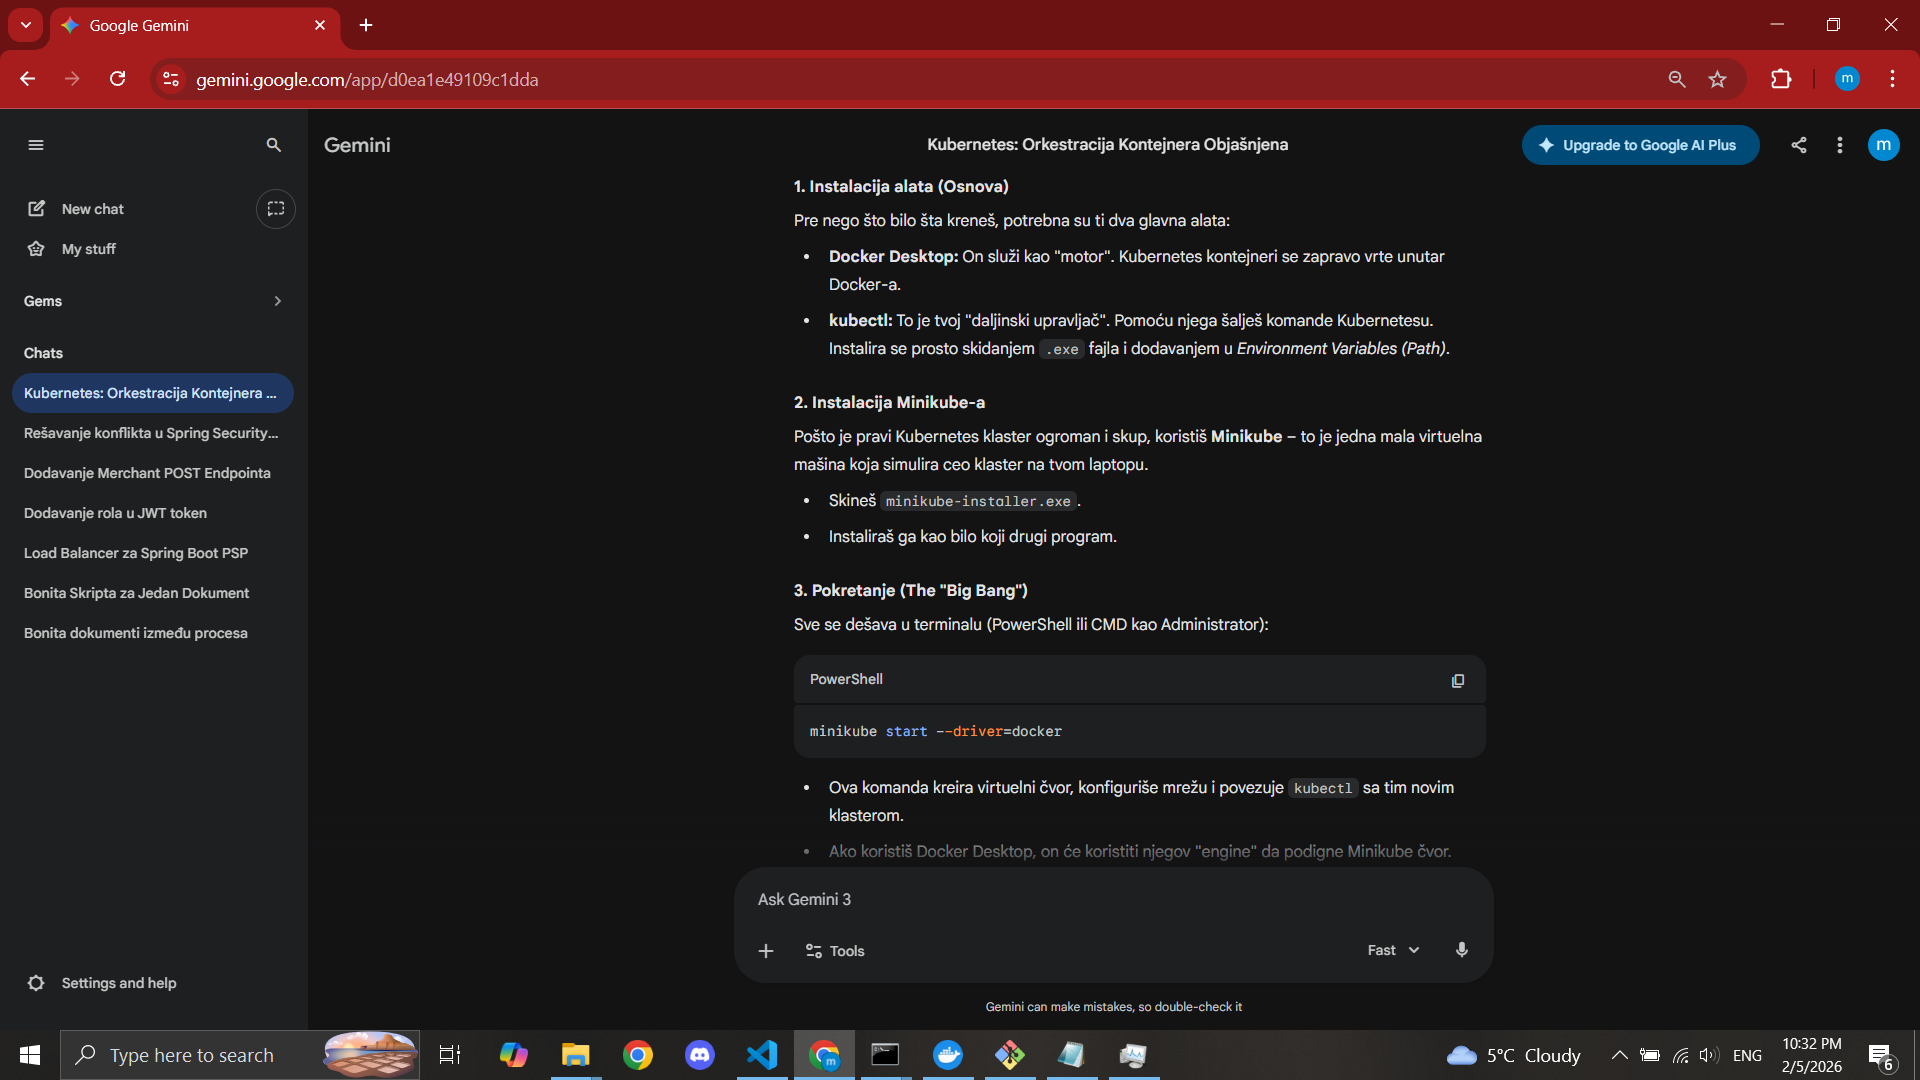 Google Gemini
gemini.google.com/app/d0ea1e49109c1dda
m
Gemini
Kubernetes: Orkestracija Kontejnera Objašnjena
Upgrade to Google AI Plus
m
New chat
My stuff
Gems
Chats
Kubernetes: Orkestracija Kontejnera ...
Rešavanje konflikta u Spring Security...
Dodavanje Merchant POST Endpointa
Dodavanje rola u JWT token
Load Balancer za Spring Boot PSP
Bonita Skripta za Jedan Dokument
Bonita dokumenti između procesa
Settings and help
1. Instalacija alata (Osnova)
Pre nego što bilo šta kreneš, potrebna su ti dva glavna alata:
• Docker Desktop: On služi kao "motor". Kubernetes kontejneri se zapravo vrte unutar
Docker-a.
• kubectl: To je tvoj "daljinski upravljač". Pomoću njega šalješ komande Kubernetesu.
Instalira se prosto skidanjem .exe fajla i dodavanjem u Environment Variables (Path).
2. Instalacija Minikube-a
Pošto je pravi Kubernetes klaster ogroman i skup, koristiš Minikube – to je jedna mala virtuelna
mašina koja simulira ceo klaster na tvom laptopu.
• Skineš minikube-installer.exe.
• Instaliraš ga kao bilo koji drugi program.
3. Pokretanje (The "Big Bang")
Sve se dešava u terminalu (PowerShell ili CMD kao Administrator):
PowerShell
minikube start --driver=docker
• Ova komanda kreira virtuelni čvor, konfiguriše mrežu i povezuje kubectl sa tim novim
klasterom.
• Ako koristiš Docker Desktop, on će koristiti njegov "engine" da podigne Minikube čvor.
Ask Gemini 3
Tools
Fast
Gemini can make mistakes, so double-check it
Type here to search
m
5°C Cloudy
ENG
10:32 PM
2/5/2026
6